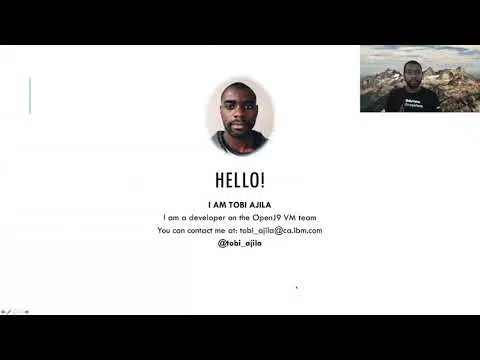 HELLO!
I AM TOBI AJILA
I am a developer on the OpenJ9 VM team
You can contact me at: tobi_ajila@ca.ibm.com
@tobi_ajila